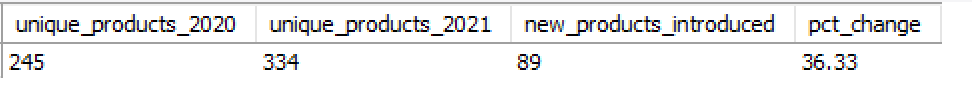 unique_products_2020 unique_products_2021 new_products_introduced pct_change
245 334 89 36.33